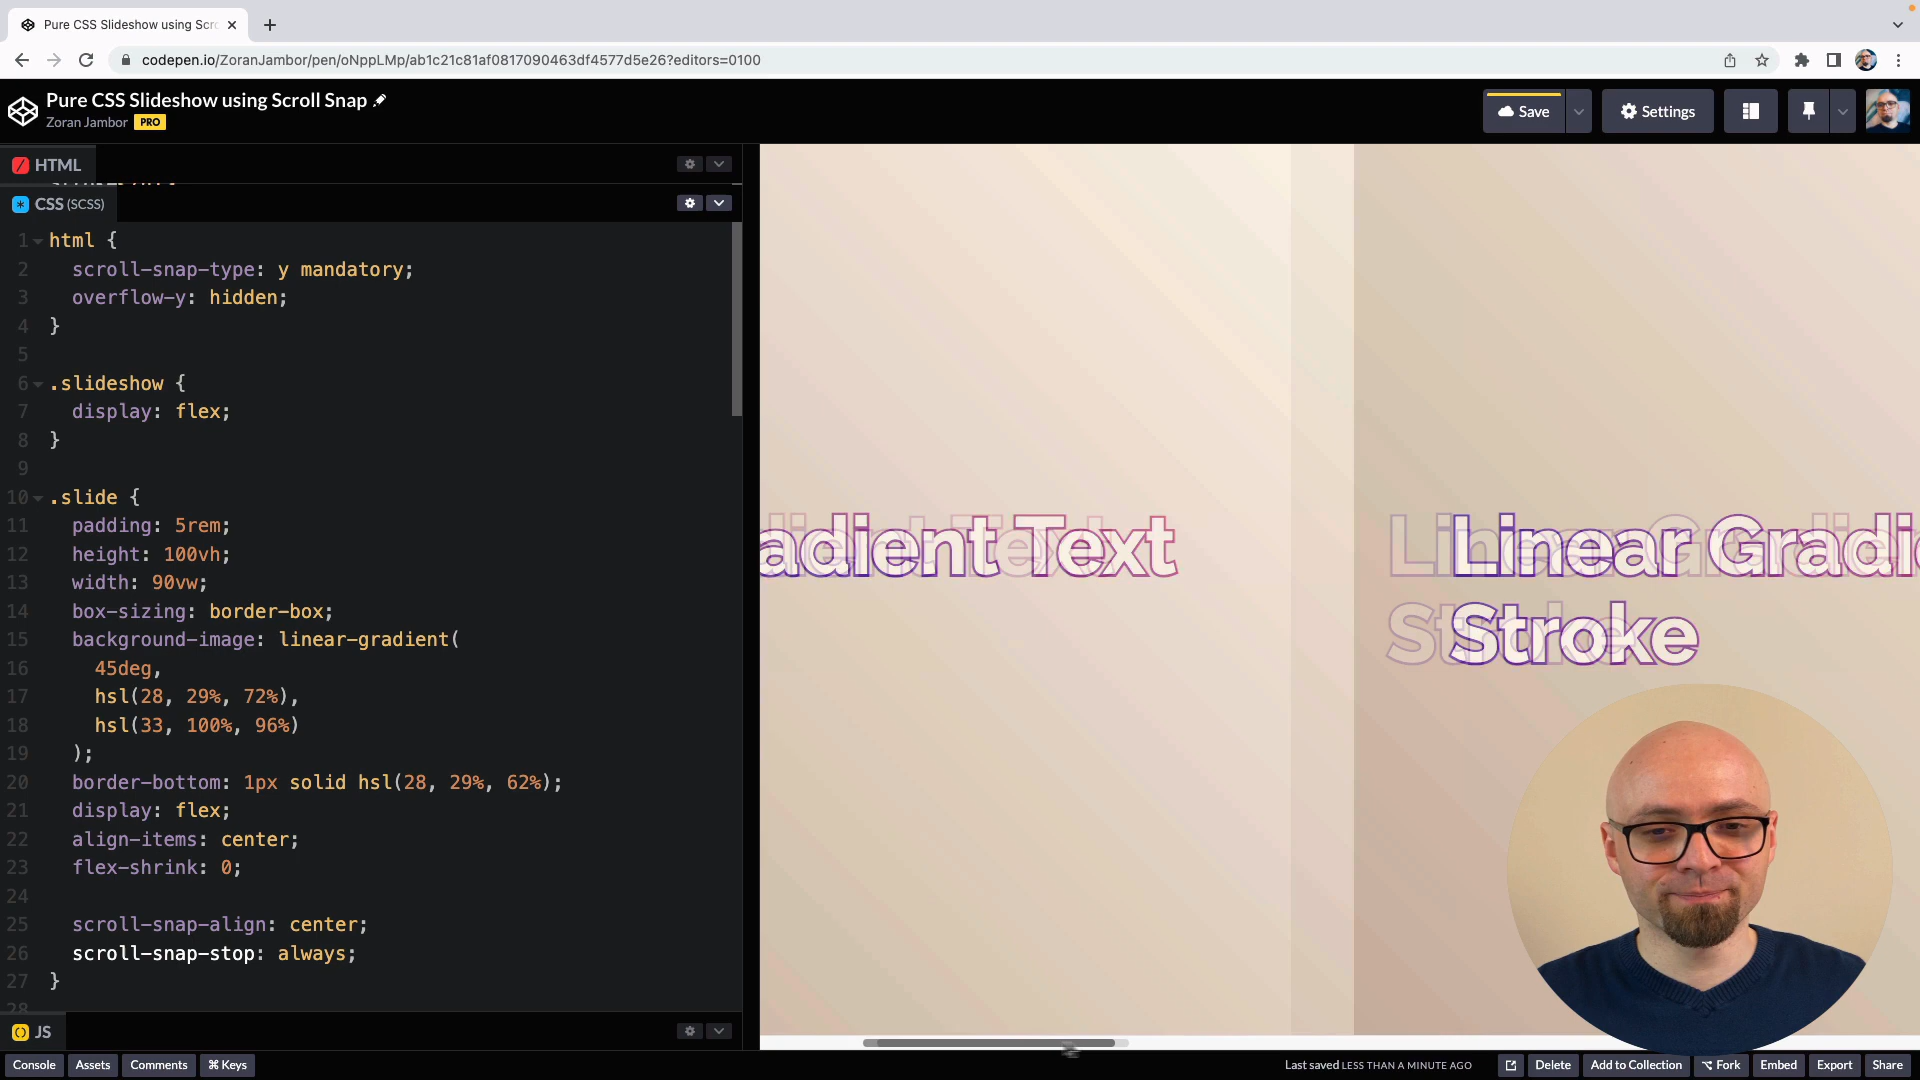 Pure CSS Slideshow using Scr
codepen.io/ZoranJambor/pen/oNppLMp/ab1c21c81af0817090463df4577d5e26?editors=0100
Pure CSS Slideshow using Scroll Snap
Zoran Jambor PRO
Save
Settings
HTML
CSS (SCSS)
1 html {
2 scroll-snap-type: y mandatory;
3 overflow-y: hidden;
4 }
5
6 .slideshow {
7 display: flex;
8 }
9
10 .slide {
11 padding: 5rem;
12 height: 100vh;
13 width: 90vw;
14 box-sizing: border-box;
15 background-image: linear-gradient(
16 45deg,
17 hsl(28, 29%, 72%),
18 hsl(33, 100%, 96%)
19 );
20 border-bottom: 1px solid hsl(28, 29%, 62%);
21 display: flex;
22 align-items: center;
23 flex-shrink: 0;
24
25 scroll-snap-align: center;
26 scroll-snap-stop: always;
27 }
28
adient Text
Linear Gradi
Stroke
JS
Console
Assets
Comments
⌘ Keys
Last saved LESS THAN A MINUTE AGO
Delete
Add to Collection
⌥ Fork
Embed
Export
Share